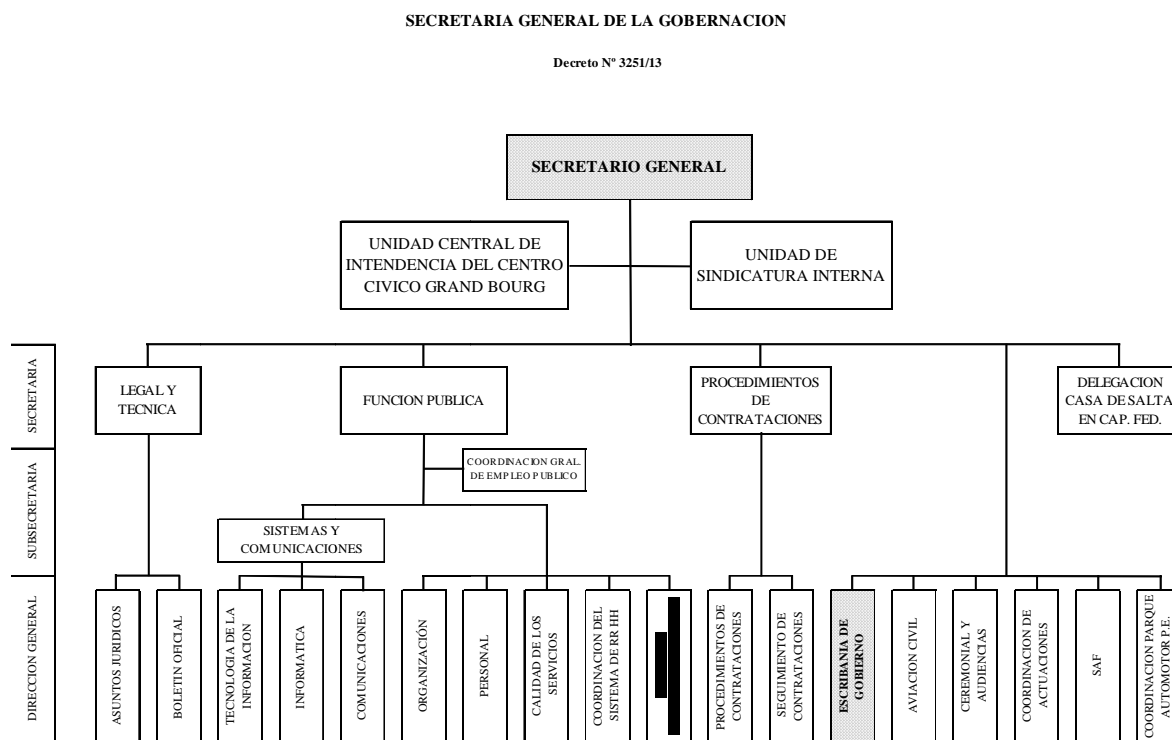 SECRETARIA GENERAL DE LA GOBERNACION
Decreto Nº 3251/13
SECRETARIO GENERAL
UNIDAD CENTRAL DE
INTENDENCIA DEL CENTRO
CIVICO GRAND BOURG
UNIDAD DE
SINDICATURA INTERNA
SECRETARIA
LEGAL Y
TECNICA
FUNCION PUBLICA
PROCEDIMIENTOS
DE
CONTRATACIONES
DELEGACION
CASA DE SALTA
EN CAP. FED.
SUBSECRETARIA
COORDINACION GRAL.
DE EMPLEO PUBLICO
SISTEMAS Y
COMUNICACIONES
DIRECCION GENERAL
ASUNTOS JURIDICOS
BOLETIN OFICIAL
TECNOLOGIA DE LA
INFORMACION
INFORMATICA
COMUNICACIONES
ORGANIZACIÓN
PERSONAL
CALIDAD DE LOS
SERVICIOS
COORDINACION DEL
SISTEMA DE RR HH
PROCEDIMIENTOS DE
CONTRATACIONES
SEGUIMIENTO DE
CONTRATACIONES
ESCRIBANIA DE
GOBIERNO
AVIACION CIVIL
CEREMONIAL Y
AUDIENCIAS
COORDINACION DE
ACTUACIONES
SAF
COORDINACION PARQUE
AUTOMOTOR P.E.